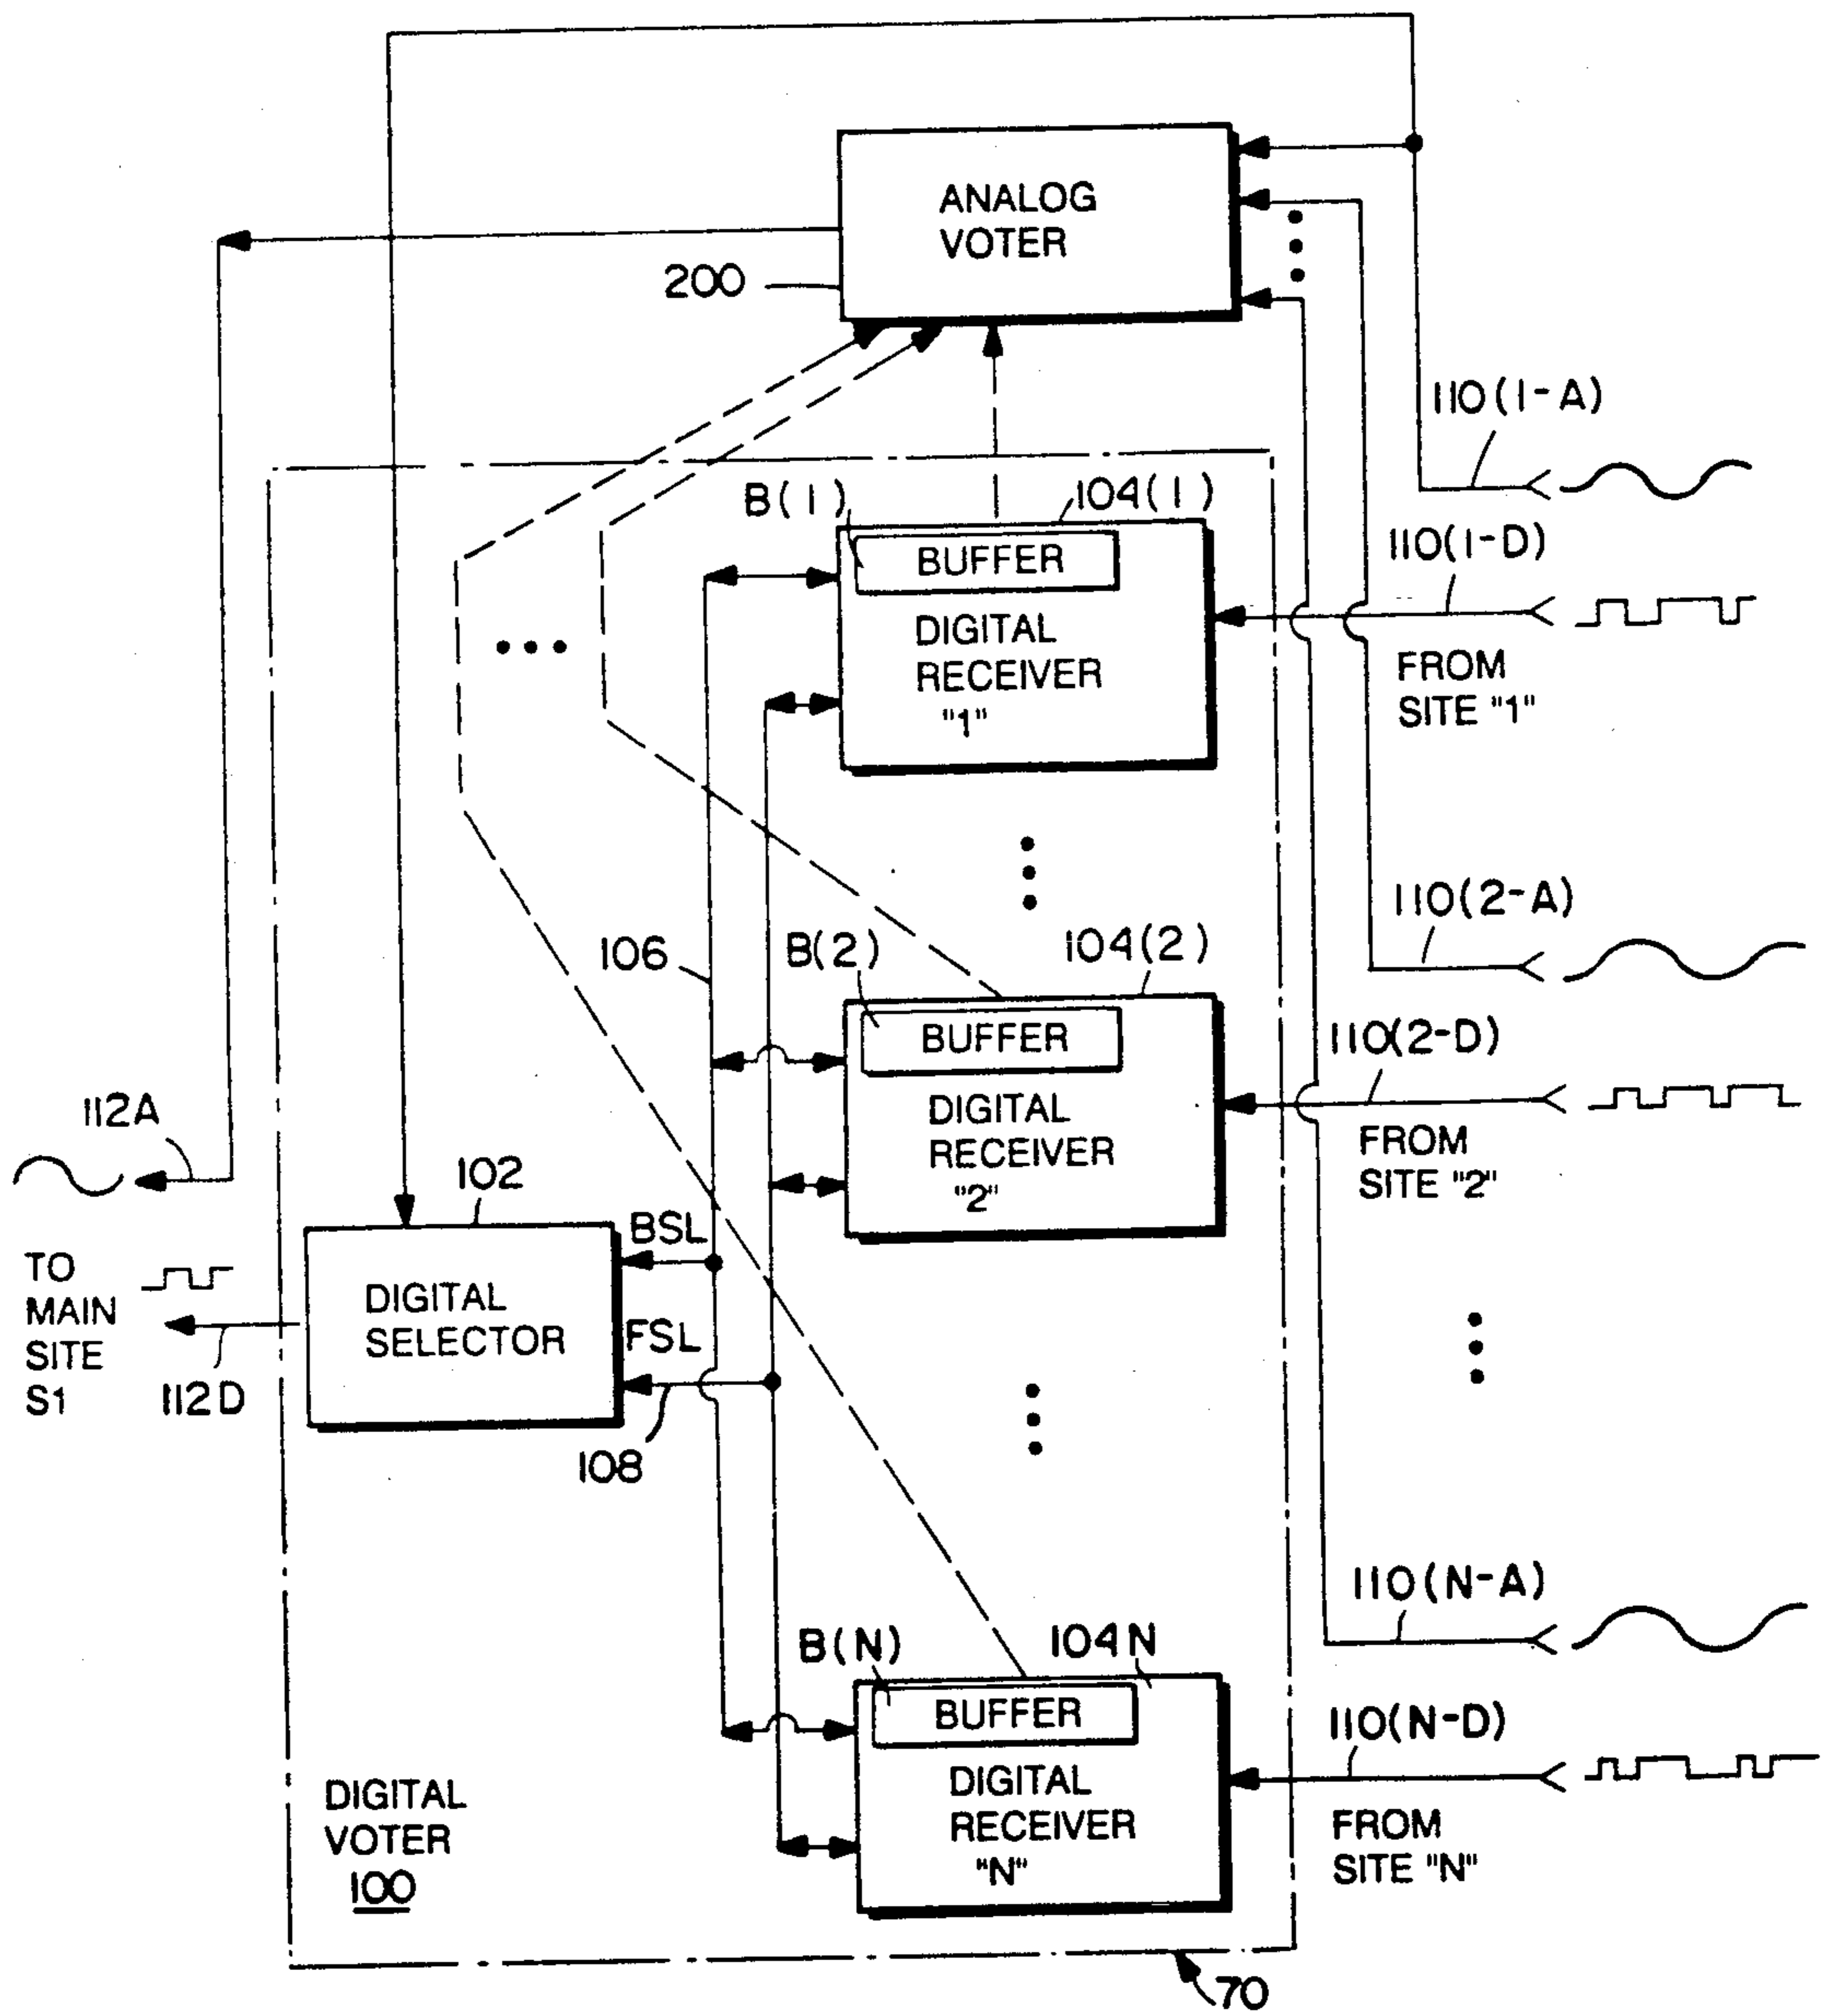 ANALOG
VOTER
200
110(1-A)
B(1)
104(1)
BUFFER
DIGITAL
RECEIVER
"1"
110(1-D)
FROM
SITE "1"
110(2-A)
106
B(2)
104(2)
BUFFER
DIGITAL
RECEIVER
"2"
110(2-D)
FROM
SITE "2"
112A
102
BSL
TO
MAIN
SITE
S1
112D
DIGITAL
SELECTOR
FSL
108
110(N-A)
B(N)
104N
BUFFER
DIGITAL
RECEIVER
"N"
110(N-D)
FROM
SITE "N"
DIGITAL
VOTER
100
70